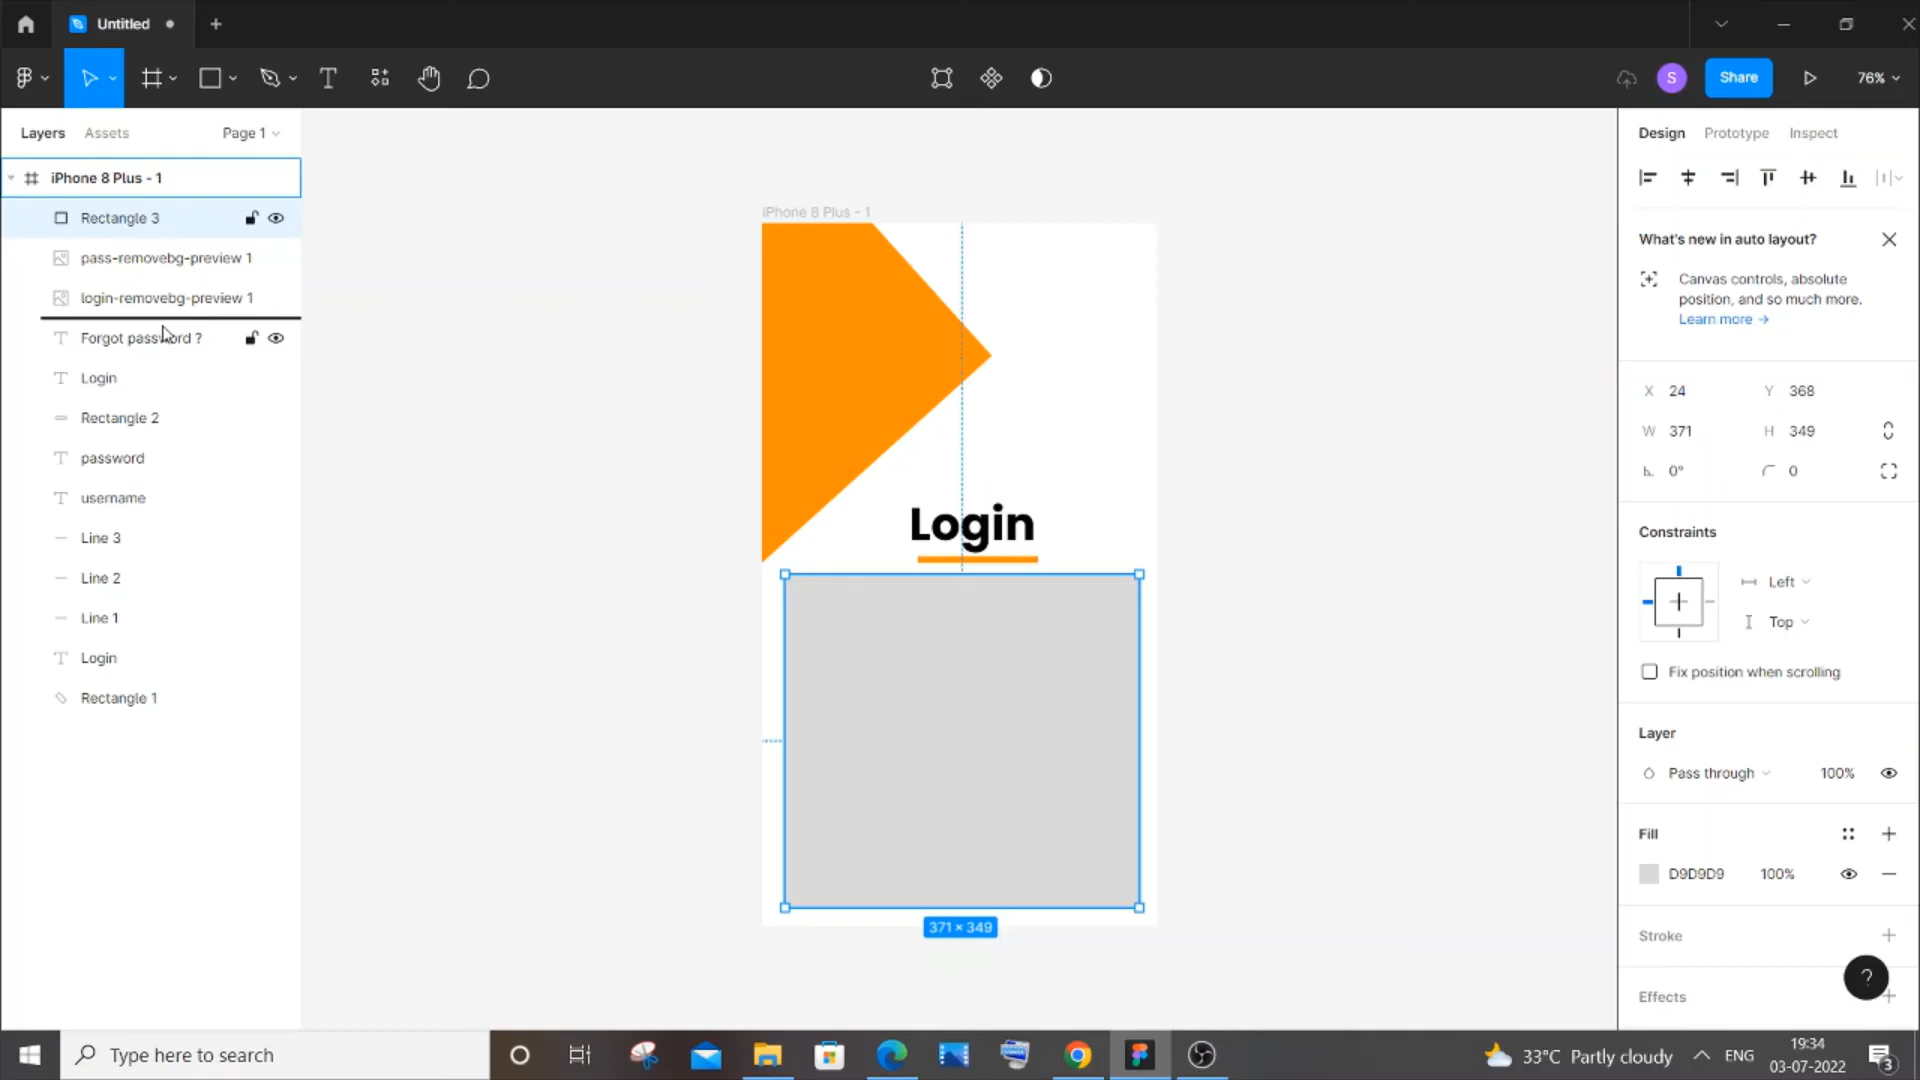 Untitled
Share
76%
Layers
Assets
Page 1
iPhone 8 Plus - 1
Rectangle 3
pass-removebg-preview 1
login-removebg-preview 1
Forgot password ?
Login
Rectangle 2
password
username
Line 3
Line 2
Line 1
Login
Rectangle 1
iPhone 8 Plus - 1
Login
371 × 349
Design
Prototype
Inspect
What's new in auto layout?
Canvas controls, absolute
position, and so much more.
Learn more →
X 24
Y 368
W 371
H 349
0°
0
Constraints
Left
Top
Fix position when scrolling
Layer
Pass through
100%
Fill
D9D9D9
100%
Stroke
Effects
?
S
Type here to search
33°C Partly cloudy
ENG
19:34
03-07-2022
3